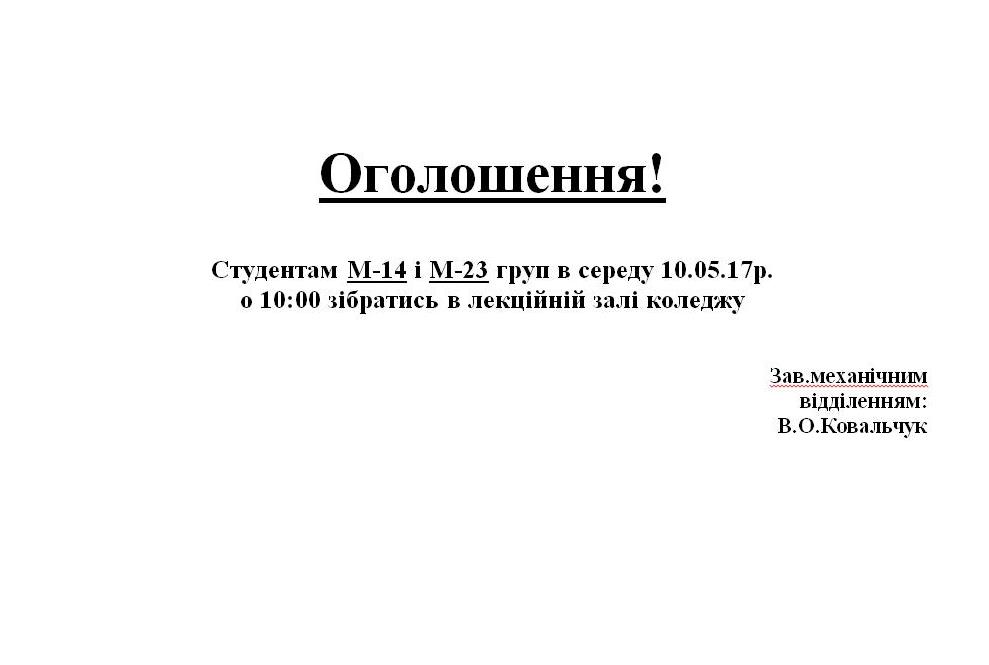 Оголошення!
Студентам М-14 і М-23 груп в середу 10.05.17р.
о 10:00 зібратись в лекційній залі коледжу
Зав.механічним
відділенням:
В.О.Ковальчук